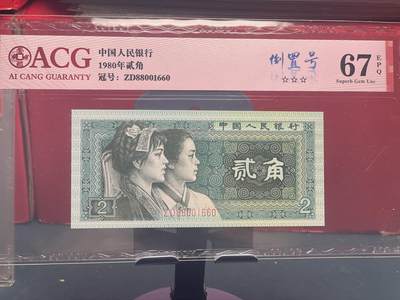 ACG
AI CANG GUARANTY
中国人民银行
1980年贰角
冠号：ZD88001660
倒置号
☆☆☆
67 EPQ
Superb Gem Unc
中国人民银行
贰角
2
ZD88001660
2